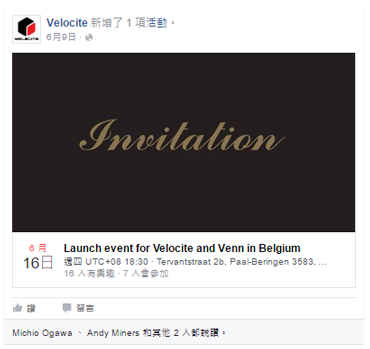 Velocite 新增了 1 項活動。
6月9日 ·
VELOCITE
Invitation
6 月
16日
Launch event for Velocite and Venn in Belgium
週四 UTC+08 18:30 · Tervantstraat 2b, Paal-Beringen 3583, ...
16 人有興趣 · 7 人會參加
讚
留言
Michio Ogawa 、 Andy Miners 和其他 2 人都說讚。